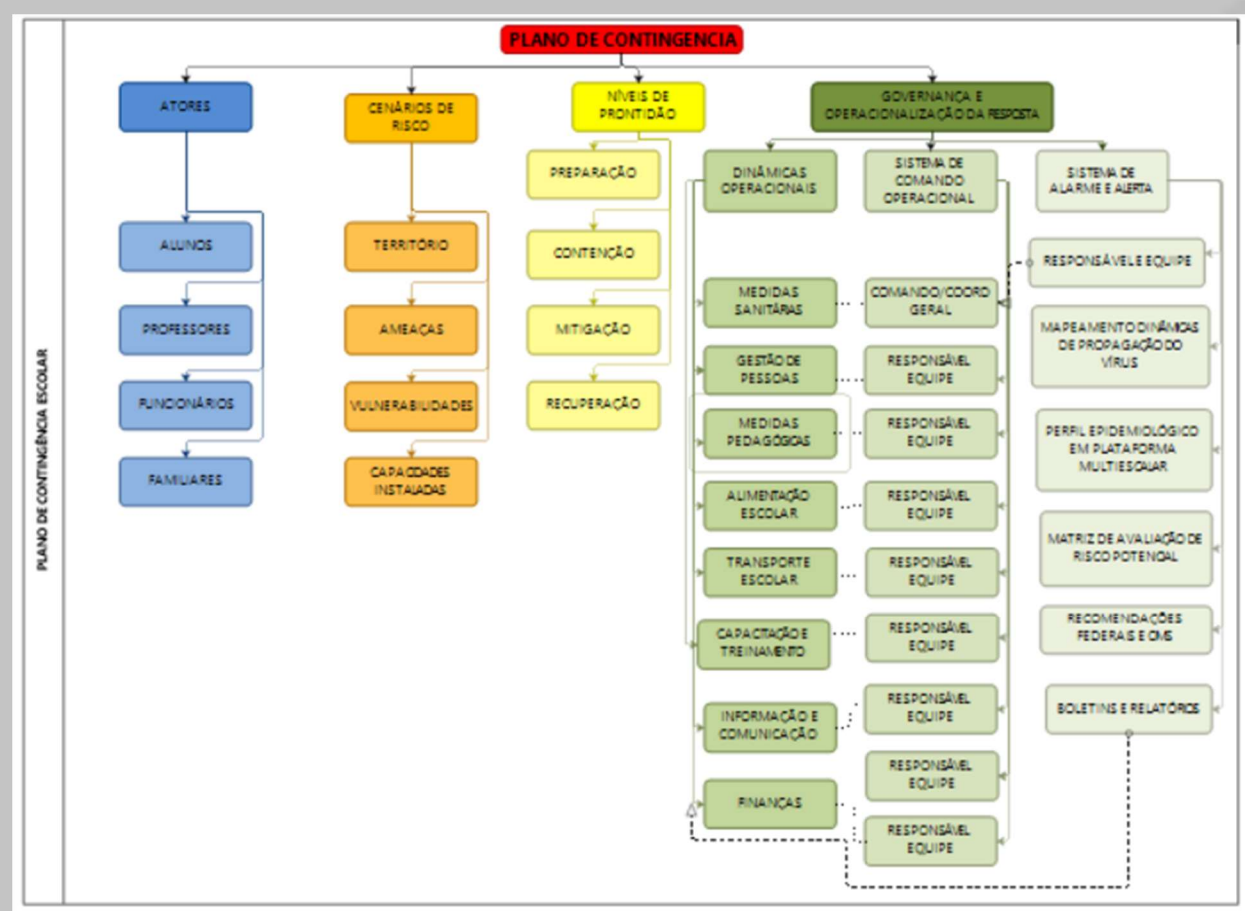 PLANO DE CONTINGENCIA
PLANO DE CONTINGÊNCIA ESCOLAR
ATORES
ALUNOS
PROFESSORES
FUNCIONÁRIOS
FAMILIARES
CENÁRIOS DE
RISCO
TERRITÓRIO
AMEAÇAS
VULNERABILIDADES
CAPACIDADES
INSTALADAS
NÍVEIS DE
PRONTIDÃO
PREPARAÇÃO
CONTENÇÃO
MITIGAÇÃO
RECUPERAÇÃO
GOVERNANÇA E
OPERACIONALIZAÇÃO DA RESPOSTA
DINÂMICAS
OPERACIONAIS
MEDIDAS
SANITÁRIAS
GESTÃO DE
PESSOAS
MEDIDAS
PEDAGÓGICAS
ALIMENTAÇÃO
ESCOLAR
TRANSPORTE
ESCOLAR
CAPACITAÇÃO E
TREINAMENTO
INFORMAÇÃO E
COMUNICAÇÃO
FINANÇAS
SISTEMA DE
COMANDO
OPERACIONAL
COMANDO/COORD
GERAL
RESPONSÁVEL
EQUIPE
RESPONSÁVEL
EQUIPE
RESPONSÁVEL
EQUIPE
RESPONSÁVEL
EQUIPE
RESPONSÁVEL
EQUIPE
RESPONSÁVEL
EQUIPE
RESPONSÁVEL
EQUIPE
RESPONSÁVEL
EQUIPE
SISTEMA DE
ALARME E ALERTA
RESPONSÁVEL E EQUIPE
MAPEAMENTO DINÂMICAS
DE PROPAGAÇÃO DO
VÍRUS
PERFIL EPIDEMIOLÓGICO
EM PLATAFORMA
MULTIESCALAR
MATRIZ DE AVALIAÇÃO DE
RISCO POTENCIAL
RECOMENDAÇÕES
FEDERAIS E OMS
BOLETINS E RELATÓRIOS